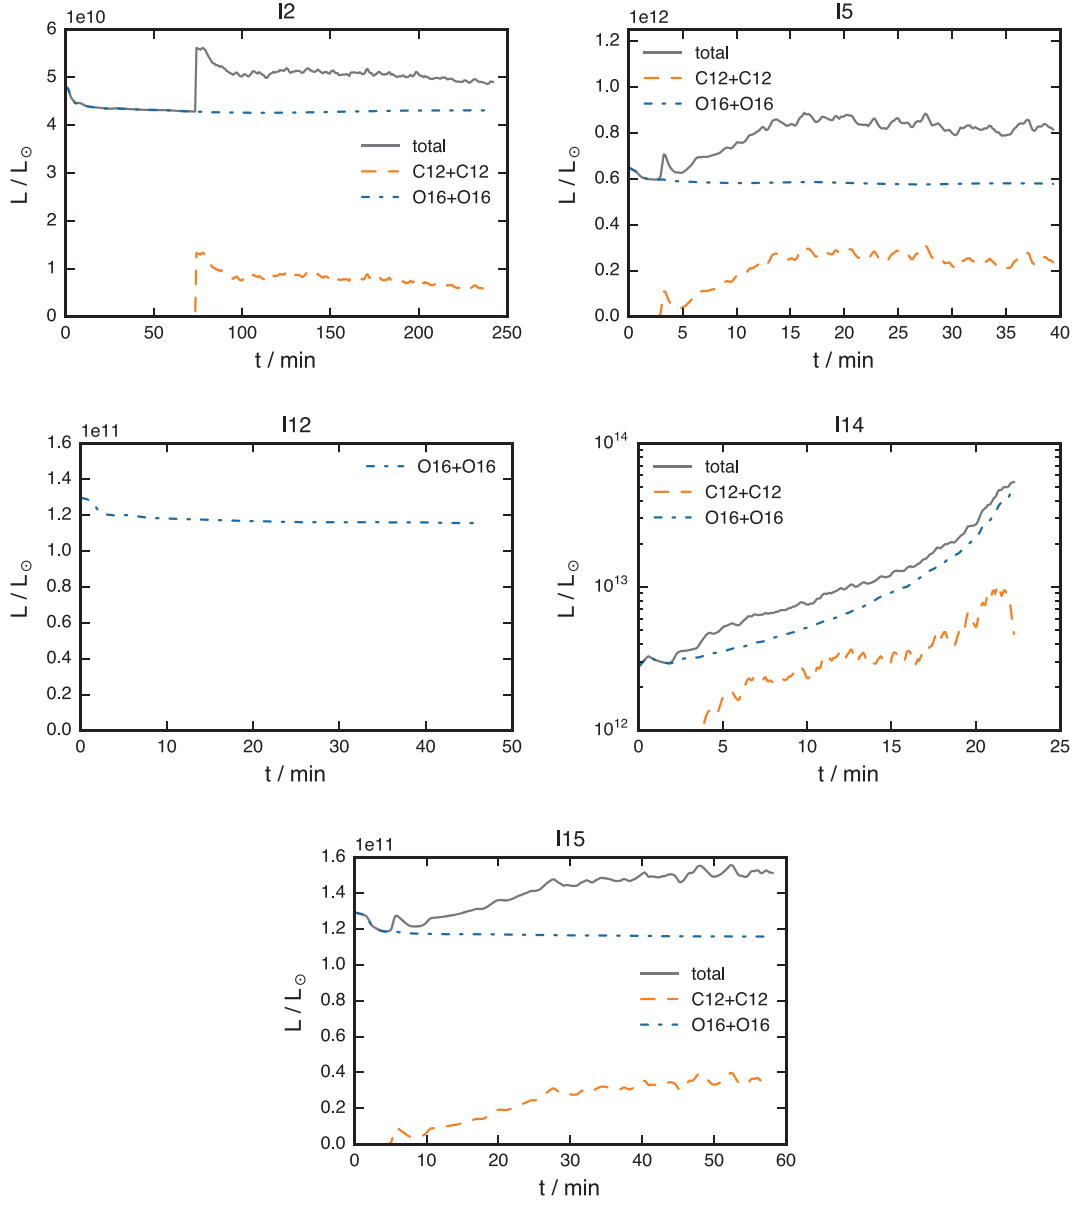 I2
1e10
6
5
4
3
2
1
0
0 50 100 150 200 250
L / L⊙
t / min
total
C12+C12
O16+O16
I5
1e12
1.2
1.0
0.8
0.6
0.4
0.2
0.0
0 5 10 15 20 25 30 35 40
L / L⊙
t / min
total
C12+C12
O16+O16
I12
1e11
1.6
1.4
1.2
1.1
0.8
0.6
0.4
0.2
0.0
0 10 20 30 40 50
L / L⊙
t / min
O16+O16
I14
10¹⁴
10¹³
10¹²
0 5 10 15 20 25
L / L⊙
t / min
total
C12+C12
O16+O16
I15
1e11
1.6
1.4
1.2
1.1
0.8
0.6
0.4
0.2
0.0
0 10 20 30 40 50 60
L / L⊙
t / min
total
C12+C12
O16+O16